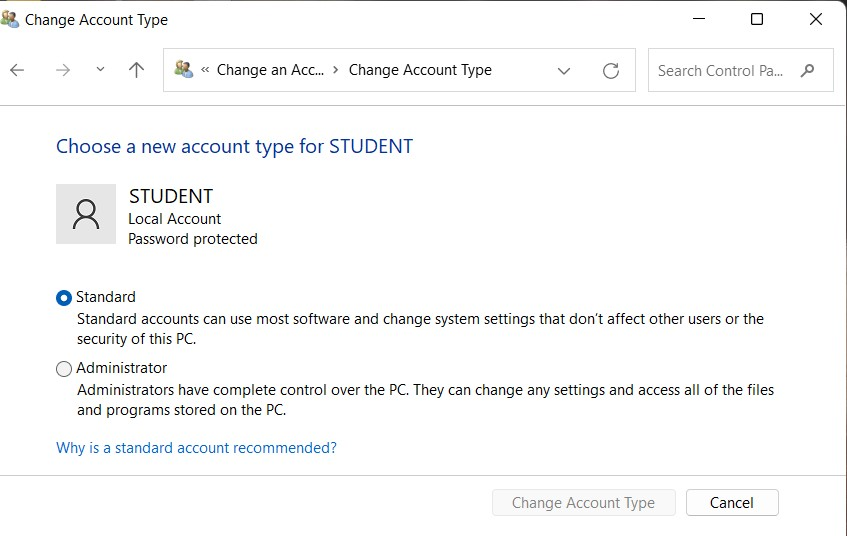 Change Account Type
« Change an Acc... › Change Account Type
Search Control Pa...
Choose a new account type for STUDENT
STUDENT
Local Account
Password protected
Standard
Standard accounts can use most software and change system settings that don’t affect other users or the
security of this PC.
Administrator
Administrators have complete control over the PC. They can change any settings and access all of the files
and programs stored on the PC.
Why is a standard account recommended?
Change Account Type
Cancel